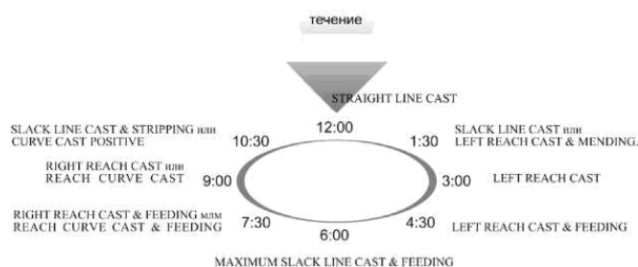 течение
STRAIGHT LINE CAST
12:00
SLACK LINE CAST & STRIPPING или
CURVE CAST POSITIVE
10:30
1:30
SLACK LINE CAST или
LEFT REACH CAST & MENDING.
RIGHT REACH CAST или
REACH CURVE CAST
9:00
3:00
LEFT REACH CAST
RIGHT REACH CAST & FEEDING млм
REACH CURVE CAST & FEEDING
7:30
4:30
LEFT REACH CAST & FEEDING
6:00
MAXIMUM SLACK LINE CAST & FEEDING